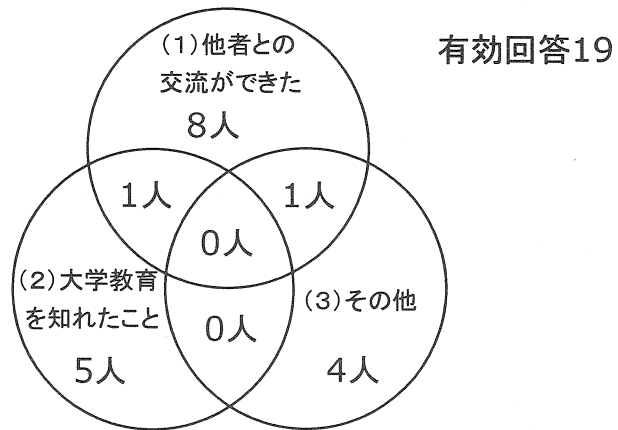 有効回答19
(1)他者との
交流ができた
8人
1人
1人
0人
(2)大学教育
を知れたこと
5人
0人
(3)その他
4人